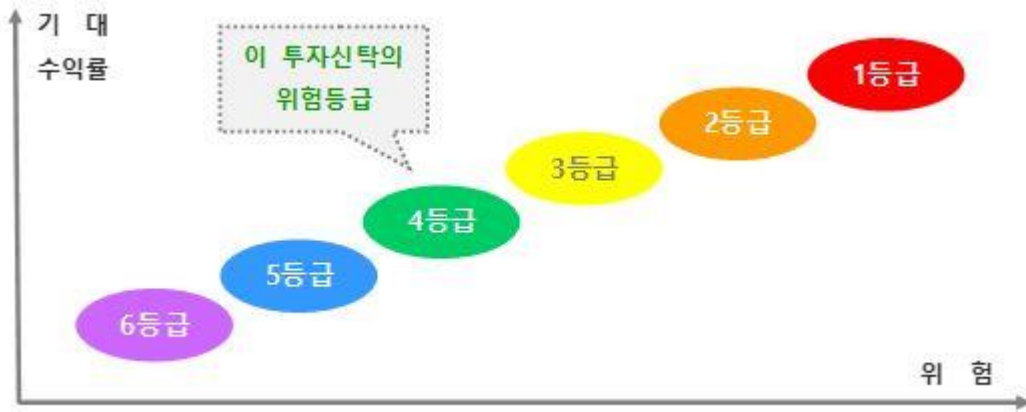 기 대
수익률
이 투자신탁의
위험등급
1등급
2등급
3등급
4등급
5등급
6등급
위 험